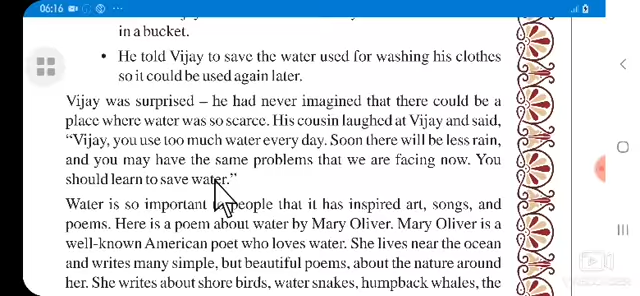 06:16
in a bucket.
• He told Vijay to save the water used for washing his clothes
so it could be used again later.
Vijay was surprised – he had never imagined that there could be a
place where water was so scarce. His cousin laughed at Vijay and said,
“Vijay, you use too much water every day. Soon there will be less rain,
and you may have the same problems that we are facing now. You
should learn to save water.”
Water is so important to people that it has inspired art, songs, and
poems. Here is a poem about water by Mary Oliver. Mary Oliver is a
well-known American poet who loves water. She lives near the ocean
and writes many simple, but beautiful poems, about the nature around
her. She writes about shore birds, water snakes, humpback whales, the